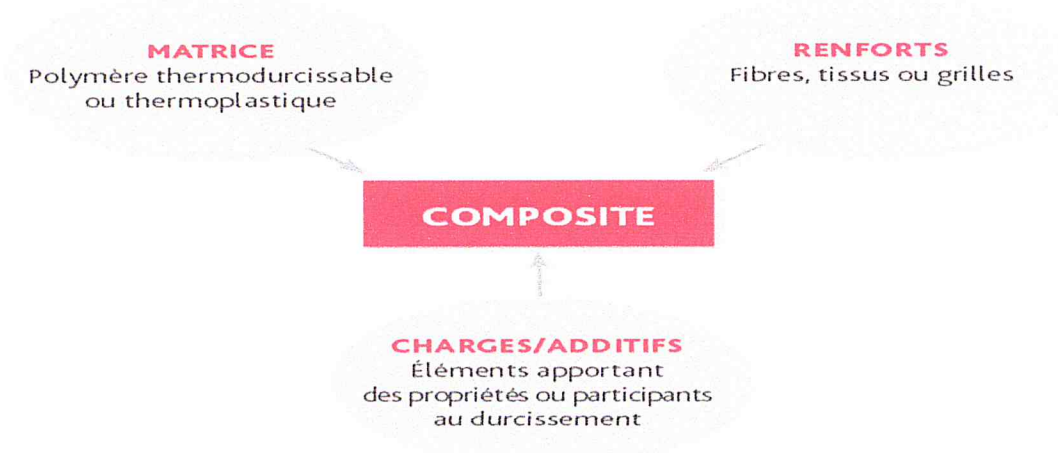 MATRICE
Polymère thermodurcissable
ou thermoplastique
RENFORTS
Fibres, tissus ou grilles
COMPOSITE
CHARGES/ADDITIFS
Éléments apportant
des propriétés ou participants
au durcissement